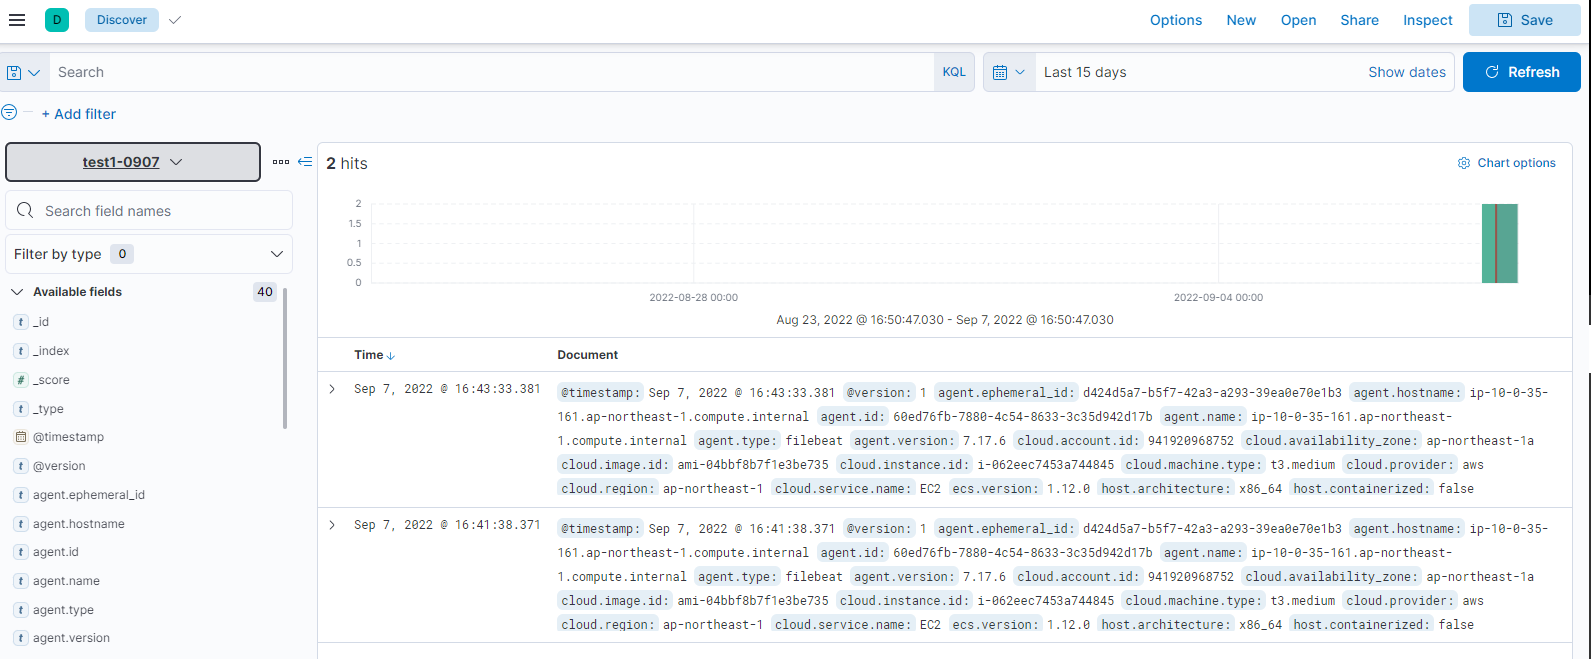 D Discover Options New Open Share Inspect Save
Search KQL Last 15 days Show dates Refresh
+ Add filter
test1-0907
Search field names
Filter by type 0
Available fields 40
t _id
t _index
# _score
t _type
@timestamp
t @version
t agent.ephemeral_id
t agent.hostname
t agent.id
t agent.name
t agent.type
t agent.version
2 hits Chart options
2
1.5
1
0.5
0
2022-08-28 00:00 2022-09-04 00:00
Aug 23, 2022 @ 16:50:47.030 - Sep 7, 2022 @ 16:50:47.030
Time Document
Sep 7, 2022 @ 16:43:33.381 @timestamp: Sep 7, 2022 @ 16:43:33.381 @version: 1 agent.ephemeral_id: d424d5a7-b5f7-42a3-a293-39ea0e70e1b3 agent.hostname: ip-10-0-35-
161.ap-northeast-1.compute.internal agent.id: 60ed76fb-7880-4c54-8633-3c35d942d17b agent.name: ip-10-0-35-161.ap-northeast-
1.compute.internal agent.type: filebeat agent.version: 7.17.6 cloud.account.id: 941920968752 cloud.availability_zone: ap-northeast-1a
cloud.image.id: ami-04bbf8b7f1e3be735 cloud.instance.id: i-062eec7453a744845 cloud.machine.type: t3.medium cloud.provider: aws
cloud.region: ap-northeast-1 cloud.service.name: EC2 ecs.version: 1.12.0 host.architecture: x86_64 host.containerized: false
Sep 7, 2022 @ 16:41:38.371 @timestamp: Sep 7, 2022 @ 16:41:38.371 @version: 1 agent.ephemeral_id: d424d5a7-b5f7-42a3-a293-39ea0e70e1b3 agent.hostname: ip-10-0-35-
161.ap-northeast-1.compute.internal agent.id: 60ed76fb-7880-4c54-8633-3c35d942d17b agent.name: ip-10-0-35-161.ap-northeast-
1.compute.internal agent.type: filebeat agent.version: 7.17.6 cloud.account.id: 941920968752 cloud.availability_zone: ap-northeast-1a
cloud.image.id: ami-04bbf8b7f1e3be735 cloud.instance.id: i-062eec7453a744845 cloud.machine.type: t3.medium cloud.provider: aws
cloud.region: ap-northeast-1 cloud.service.name: EC2 ecs.version: 1.12.0 host.architecture: x86_64 host.containerized: false